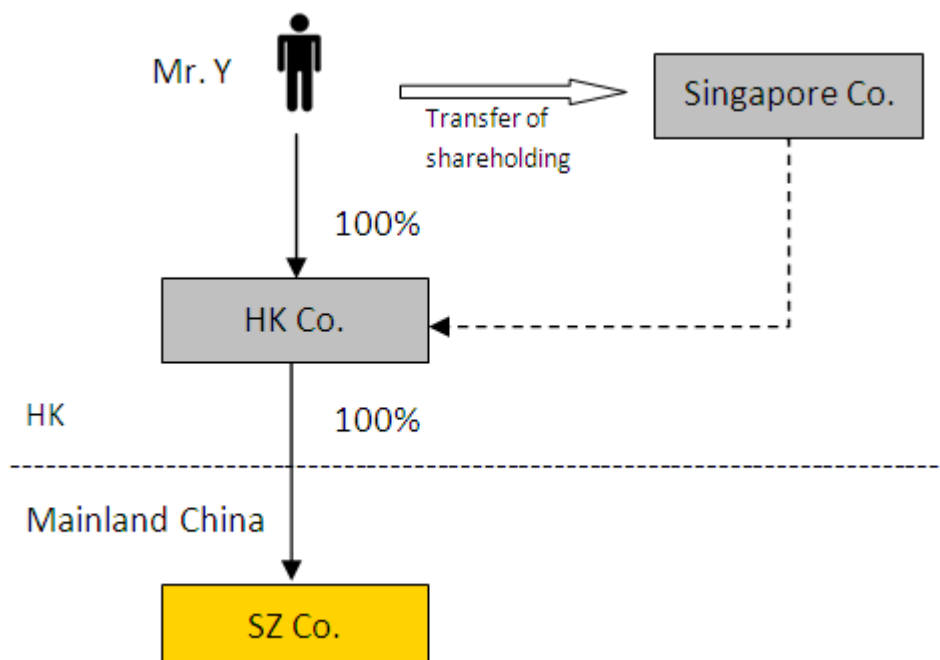 Mr. Y
Singapore Co.
Transfer of
shareholding
100%
HK Co.
HK
100%
Mainland China
SZ Co.